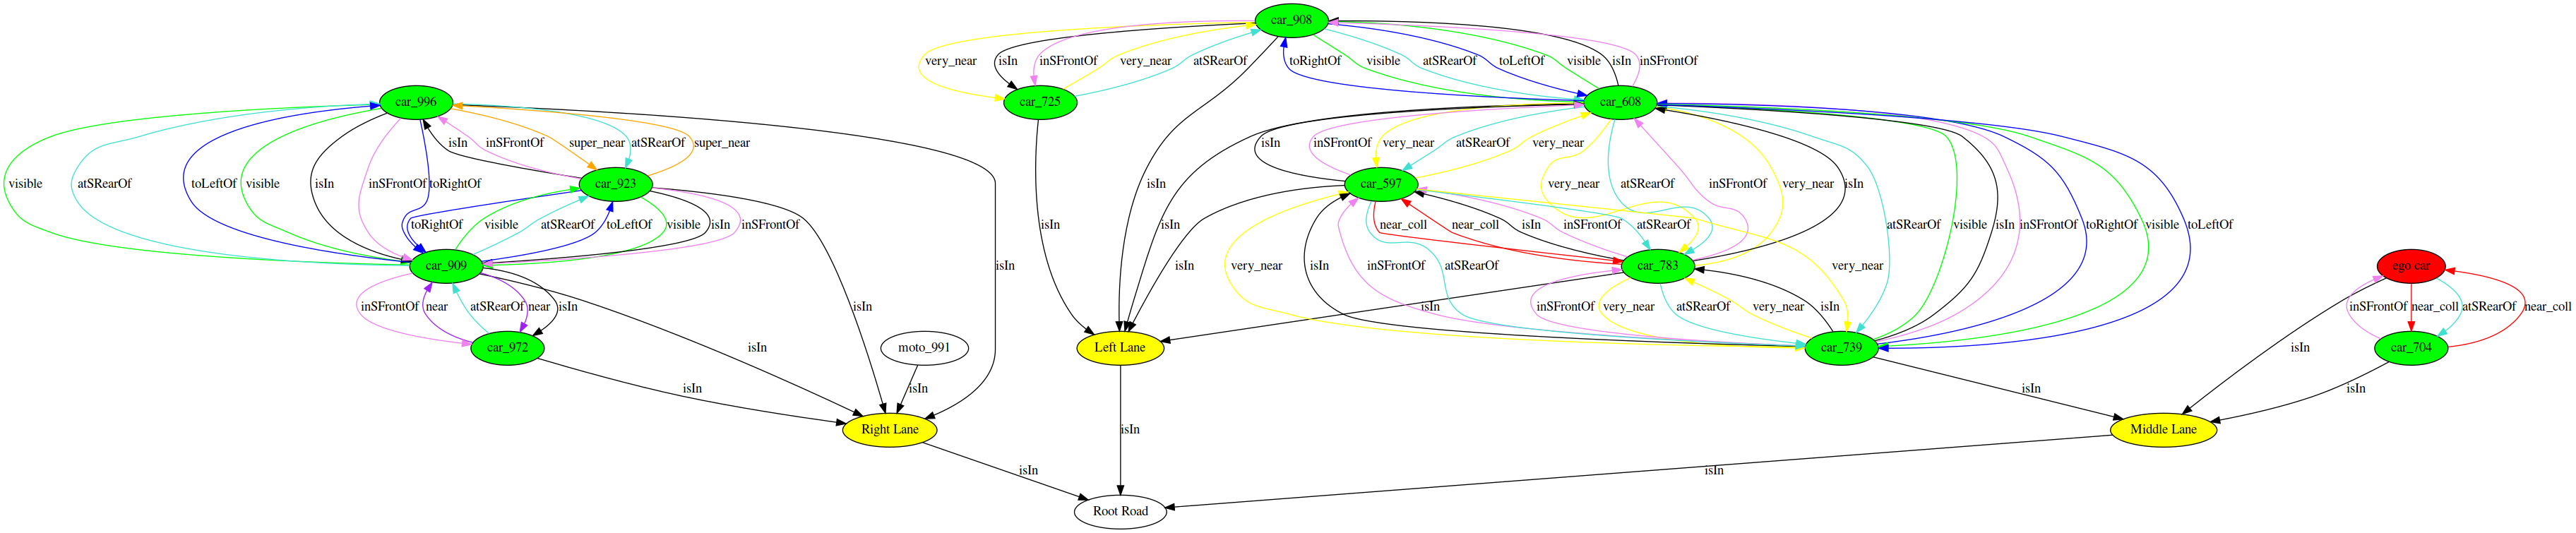 car_908
very_near isIn inSFrontOf very_near atSRearOf toRightOf visible atSRearOf toLeftOf visible isIn inSFrontOf
car_996 car_725 car_608
isIn inSFrontOf super_near atSRearOf super_near isIn inSFrontOf very_near atSRearOf very_near
visible atSRearOf toLeftOf visible isIn inSFrontOf toRightOf car_923 isIn car_597 very_near atSRearOf inSFrontOf very_near isIn
toRightOf visible atSRearOf toLeftOf visible isIn inSFrontOf isIn near_coll near_coll isIn inSFrontOf atSRearOf atSRearOf visible isIn inSFrontOf toRightOf visible toLeftOf
car_909 isIn isIn very_near isIn inSFrontOf atSRearOf car_783 very_near ego car
inSFrontOf near atSRearOf near isIn isIn isIn inSFrontOf very_near atSRearOf very_near isIn inSFrontOf near_coll atSRearOf near_coll
car_972 isIn moto_991 Left Lane car_739 isIn car_704
isIn isIn isIn isIn
Right Lane isIn Middle Lane
isIn isIn
Root Road